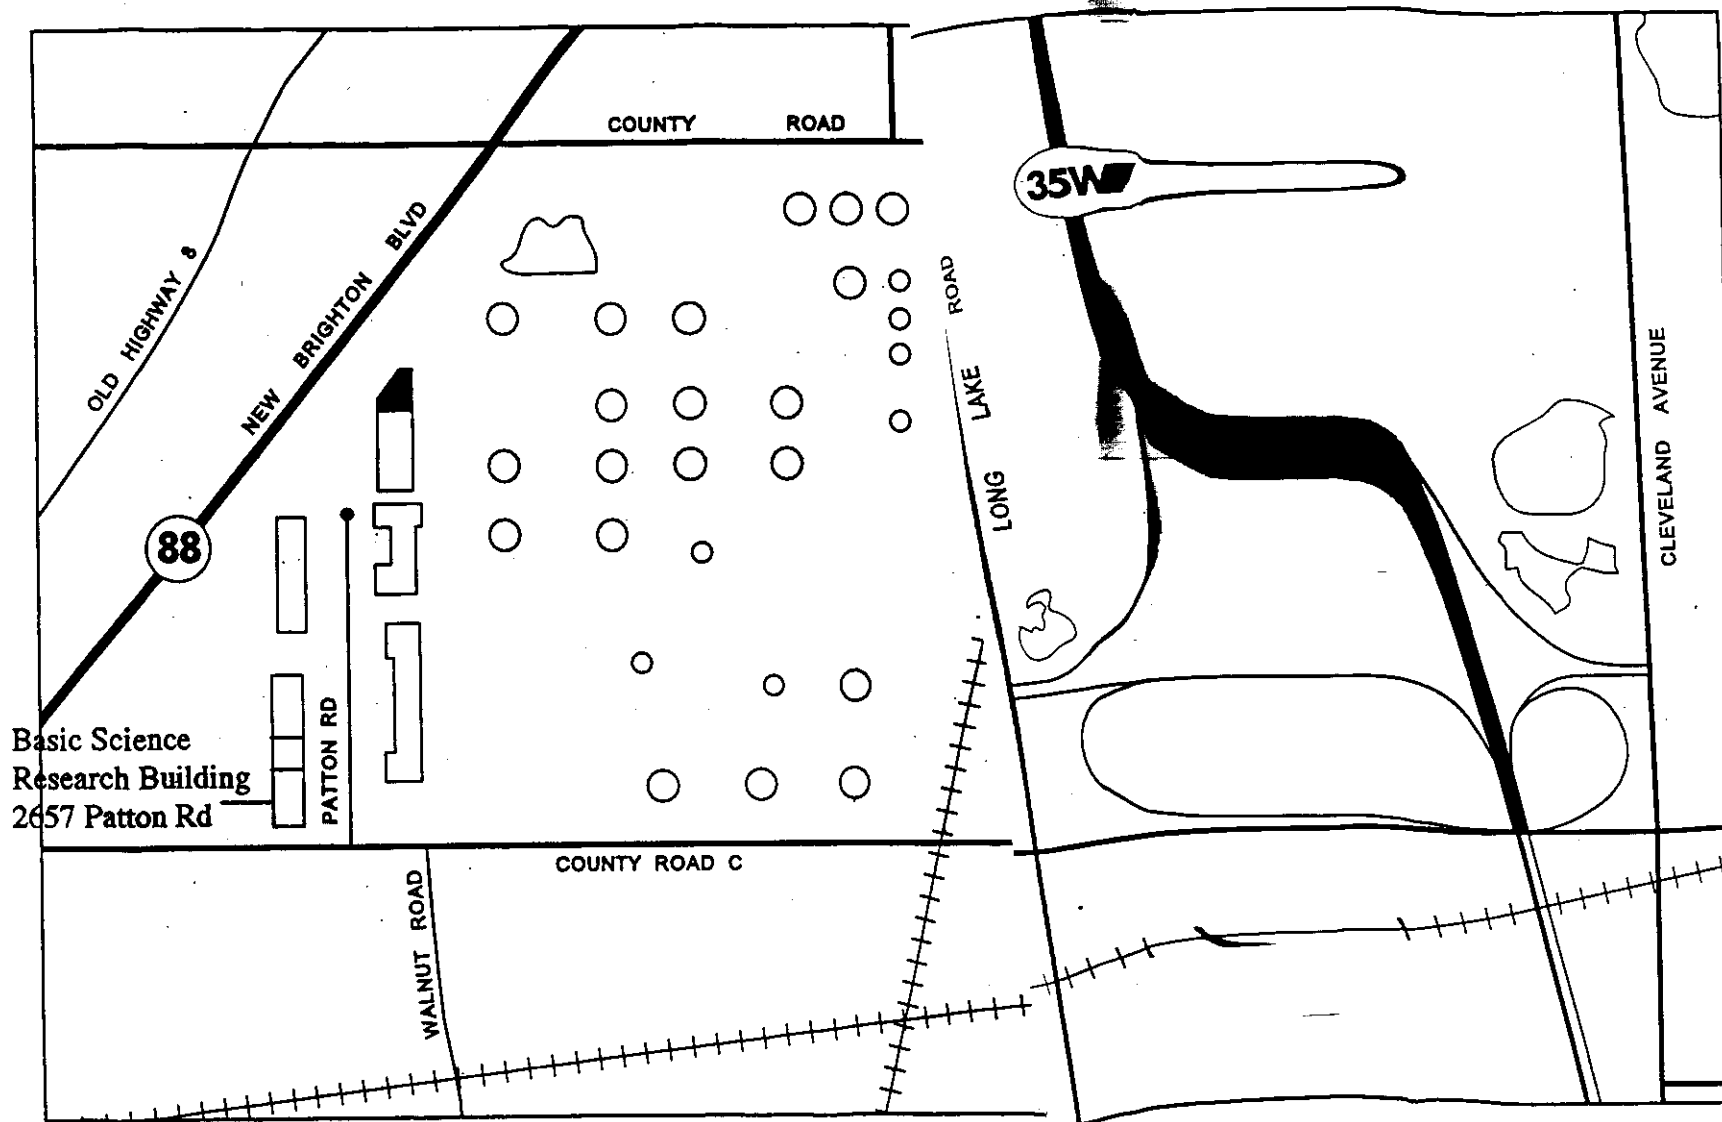 COUNTY ROAD
35W
OLD HIGHWAY 8
NEW BRIGHTON BLVD
LONG LAKE ROAD
CLEVELAND AVENUE
88
PATTON RD
Basic Science
Research Building
2657 Patton Rd
COUNTY ROAD C
WALNUT ROAD